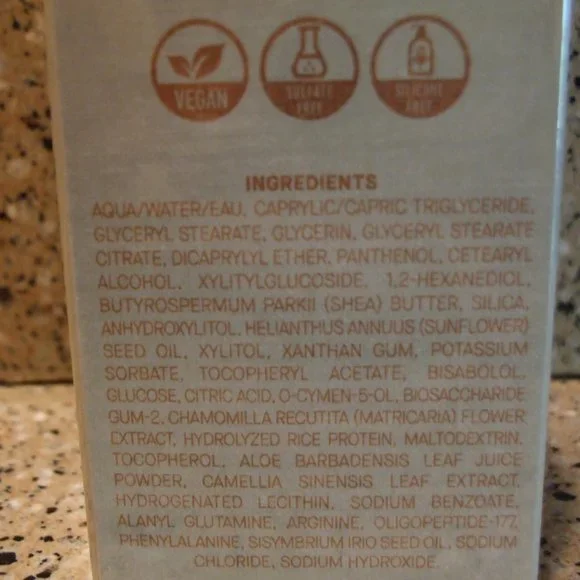 VEGAN
SULFATE
FREE
SILICONE
FREE
INGREDIENTS
AQUA/WATER/EAU, CAPRYLIC/CAPRIC TRIGLYCERIDE,
GLYCERYL STEARATE, GLYCERIN, GLYCERYL STEARATE
CITRATE, DICAPRYLYL ETHER, PANTHENOL, CETEARYL
ALCOHOL, XYLITYLGLUCOSIDE, 1,2-HEXANEDIOL,
BUTYROSPERMUM PARKII (SHEA) BUTTER, SILICA,
ANHYDROXYLITOL, HELIANTHUS ANNUUS (SUNFLOWER)
SEED OIL, XYLITOL, XANTHAN GUM, POTASSIUM
SORBATE, TOCOPHERYL ACETATE, BISABOLOL,
GLUCOSE, CITRIC ACID, O-CYMEN-5-OL, BIOSACCHARIDE
GUM-2, CHAMOMILLA RECUTITA (MATRICARIA) FLOWER
EXTRACT, HYDROLYZED RICE PROTEIN, MALTODEXTRIN,
TOCOPHEROL, ALOE BARBADENSIS LEAF JUICE
POWDER, CAMELLIA SINENSIS LEAF EXTRACT,
HYDROGENATED LECITHIN, SODIUM BENZOATE,
ALANYL GLUTAMINE, ARGININE, OLIGOPEPTIDE-177,
PHENYLALANINE, SISYMBRIUM IRIO SEED OIL, SODIUM
CHLORIDE, SODIUM HYDROXIDE.